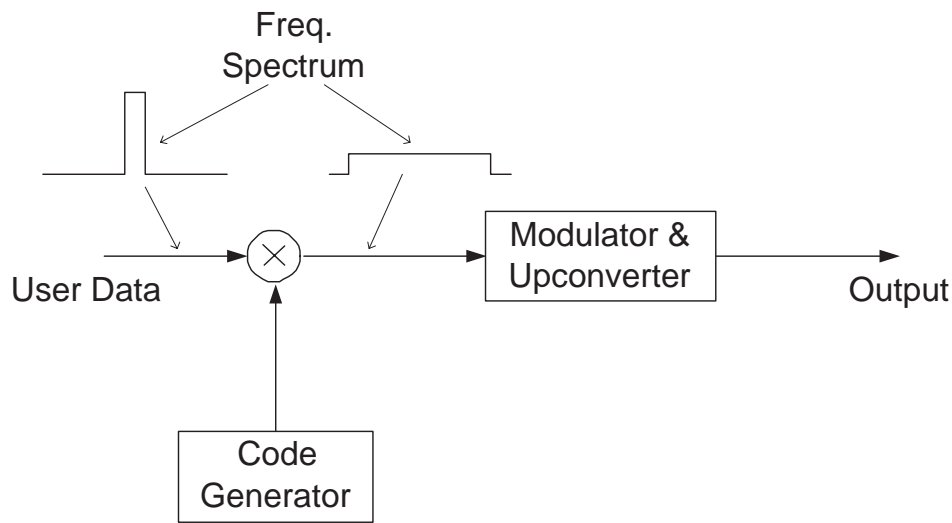 Freq.
Spectrum
Modulator &
Upconverter
User Data
Output
Code
Generator